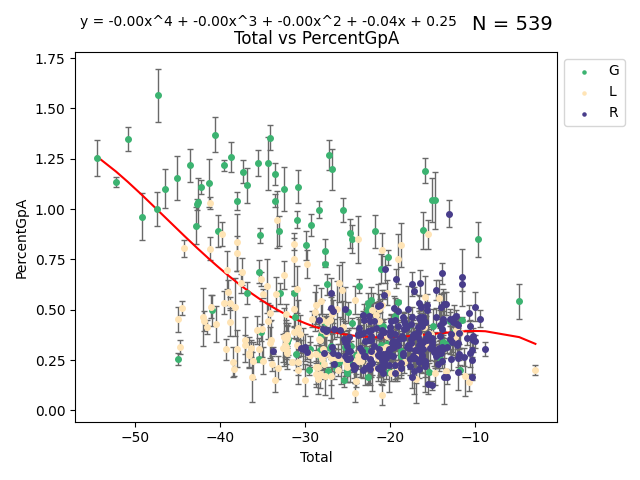 y = -0.00x^4 + -0.00x^3 + -0.00x^2 + -0.04x + 0.25
N = 539
Total vs PercentGpA
1.75
1.50
1.25
1.00
0.75
0.50
0.25
0.00
PercentGpA
−50
−40
−30
−20
−10
Total
G
L
R